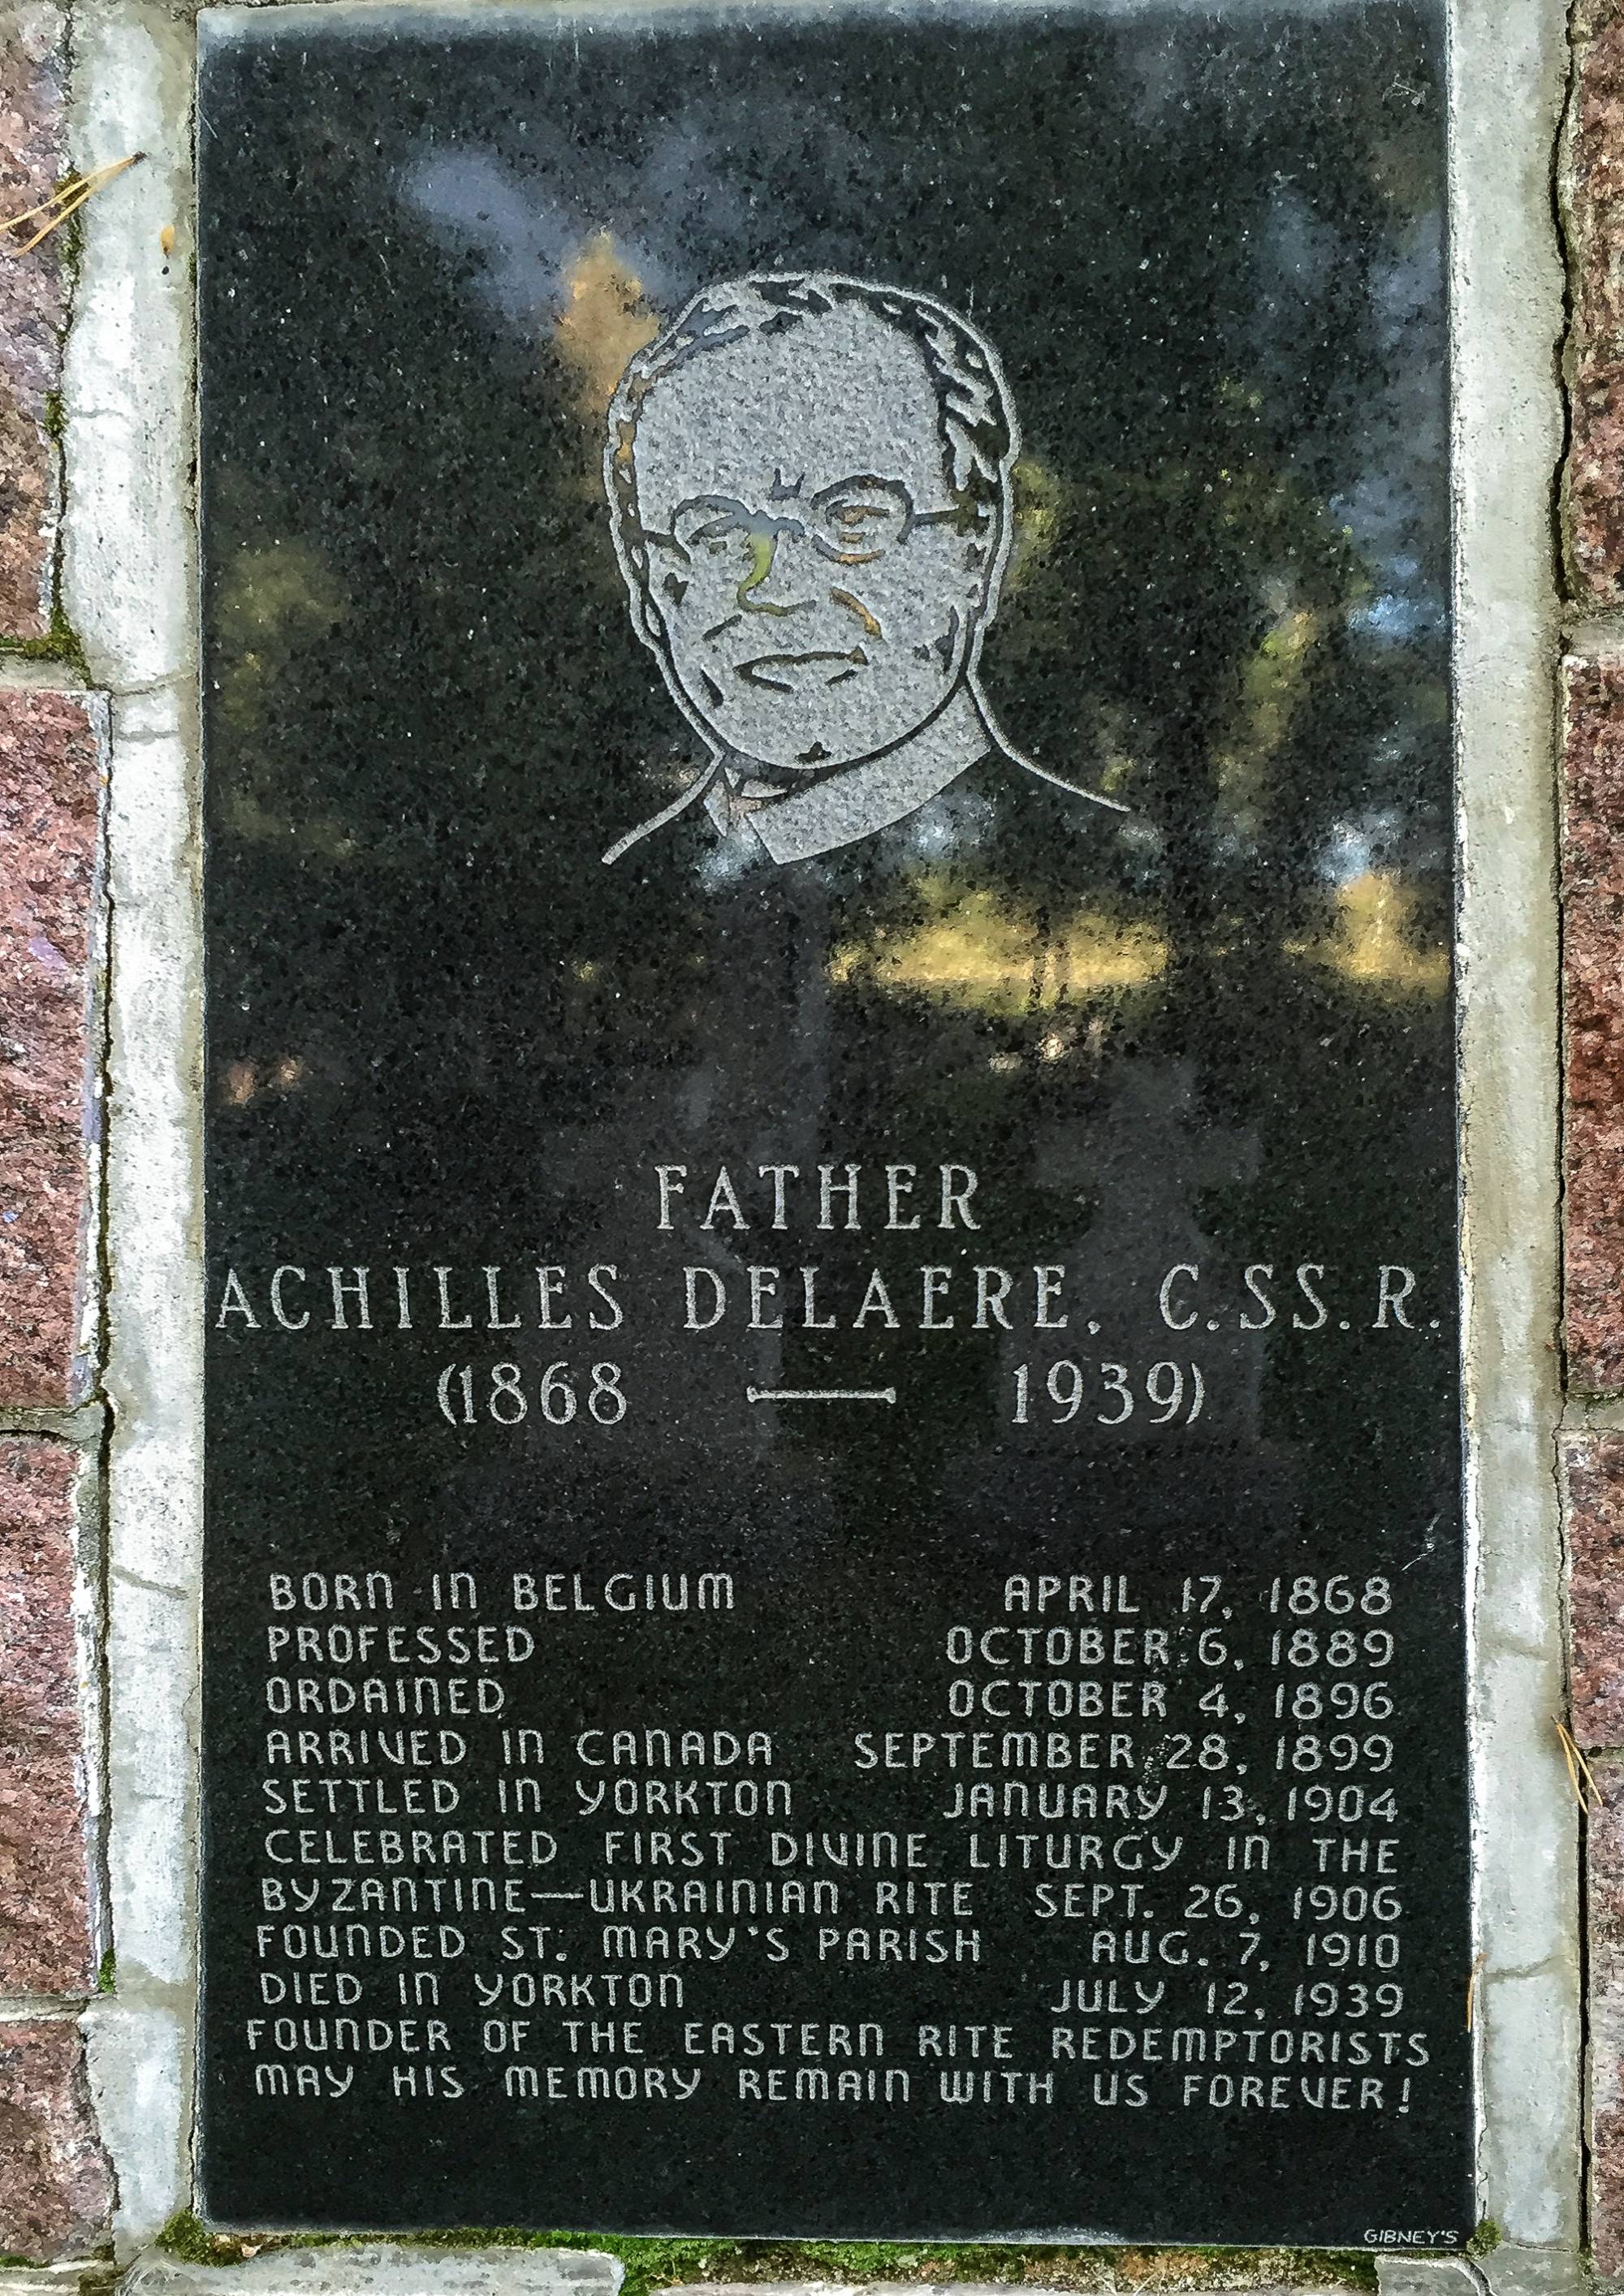 FATHER
ACHILLES DELAERE, C.SS.R.
(1868 — 1939)
BORN IN BELGIUM APRIL 17, 1868
PROFESSED OCTOBER 6, 1889
ORDAINED OCTOBER 4, 1896
ARRIVED IN CANADA SEPTEMBER 28, 1899
SETTLED IN YORKTON JANUARY 13, 1904
CELEBRATED FIRST DIVINE LITURGY IN THE
BYZANTINE—UKRAINIAN RITE SEPT. 26, 1906
FOUNDED ST. MARY'S PARISH AUG. 7, 1910
DIED IN YORKTON JULY 12, 1939
FOUNDER OF THE EASTERN RITE REDEMPTORISTS
MAY HIS MEMORY REMAIN WITH US FOREVER!
GIBNEY'S